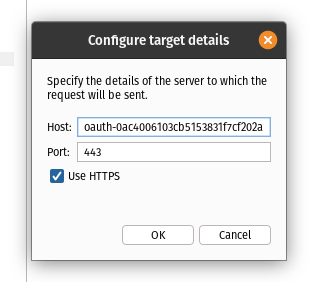 Configure target details
Specify the details of the server to which the
request will be sent.
Host: oauth-0ac4006103cb5153831f7cf202a
Port: 443
Use HTTPS
OK Cancel